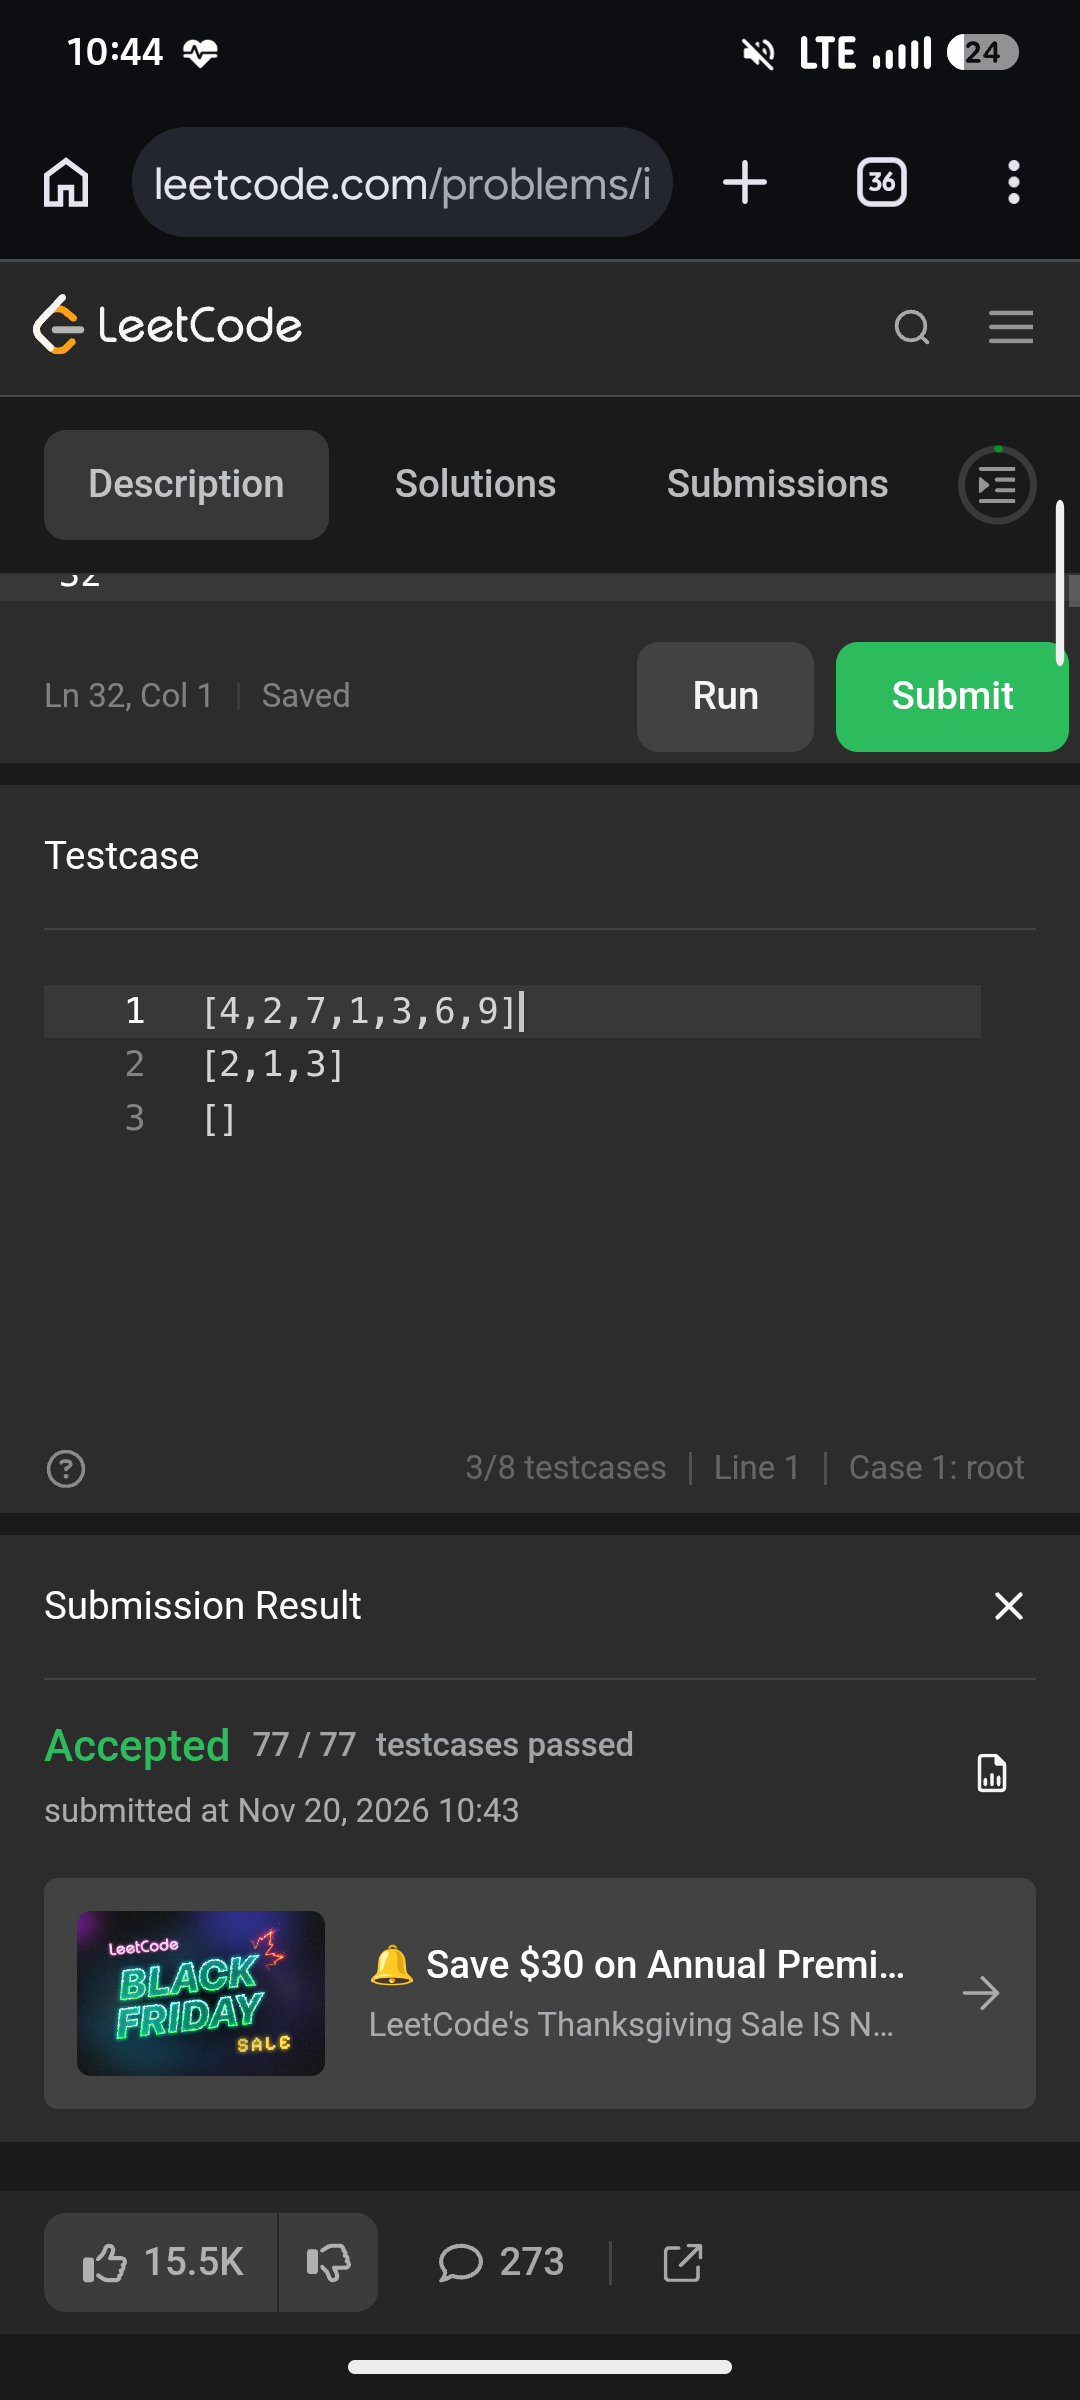 10:44 LTE 24
leetcode.com/problems/i 36
LeetCode
Description Solutions Submissions
32
Ln 32, Col 1 | Saved Run Submit
Testcase
1 [4,2,7,1,3,6,9]
2 [2,1,3]
3 []
3/8 testcases | Line 1 | Case 1: root
Submission Result
Accepted 77 / 77 testcases passed
submitted at Nov 20, 2026 10:43
LeetCode
BLACK
FRIDAY
SALE
🔔 Save $30 on Annual Premi...
LeetCode's Thanksgiving Sale IS N...
15.5K 273